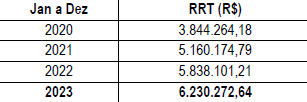 Jan a Dez RRT (R$)
2020 3.844.264,18
2021 5.160.174,79
2022 5.838.101,21
2023 6.230.272,64